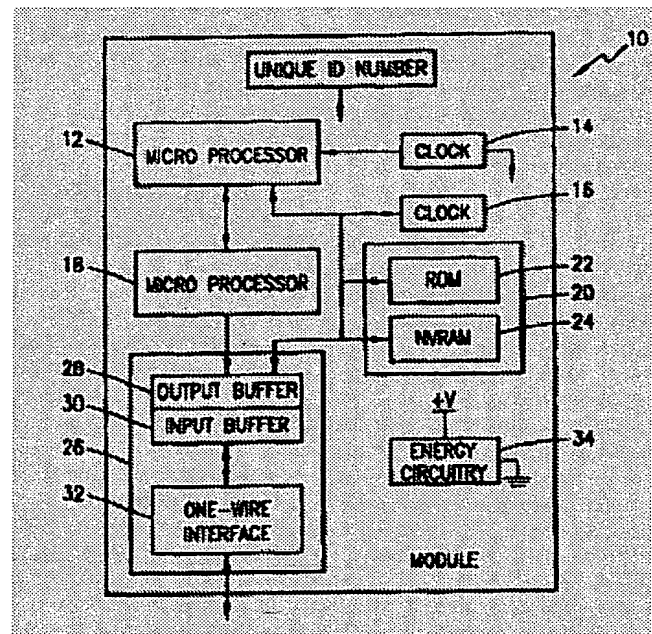 10
UNIQUE ID NUMBER
12
MICRO PROCESSOR
14
CLOCK
16
CLOCK
18
MICRO PROCESSOR
22
ROM
20
24
NVRAM
28
OUTPUT BUFFER
30
INPUT BUFFER
26
+V
34
ENERGY
CIRCUITRY
32
ONE-WIRE
INTERFACE
MODULE